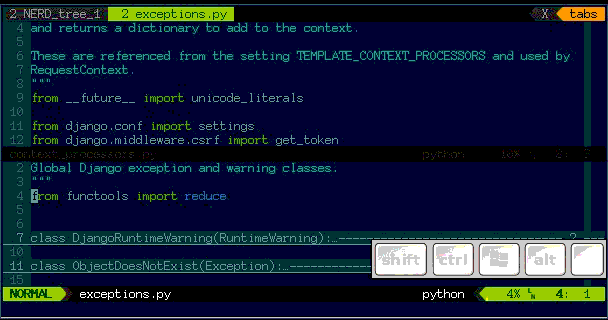 2 NERD_tree_1 2 exceptions.py X tabs
4 and returns a dictionary to add to the context.
5
6 These are referenced from the setting TEMPLATE_CONTEXT_PROCESSORS and used by
7 RequestContext.
8 """
9 from __future__ import unicode_literals
10
11 from django.conf import settings
12 from django.middleware.csrf import get_token
context_processors.py python 16%
2 Global Django exception and warning classes.
3 """
4 from functools import reduce
5
6
7 class DjangoRuntimeWarning(RuntimeWarning):…------------------------------ 2 ---
11 class ObjectDoesNotExist(Exception):…
15
shift ctrl alt
NORMAL exceptions.py python 4% LN 4: 1